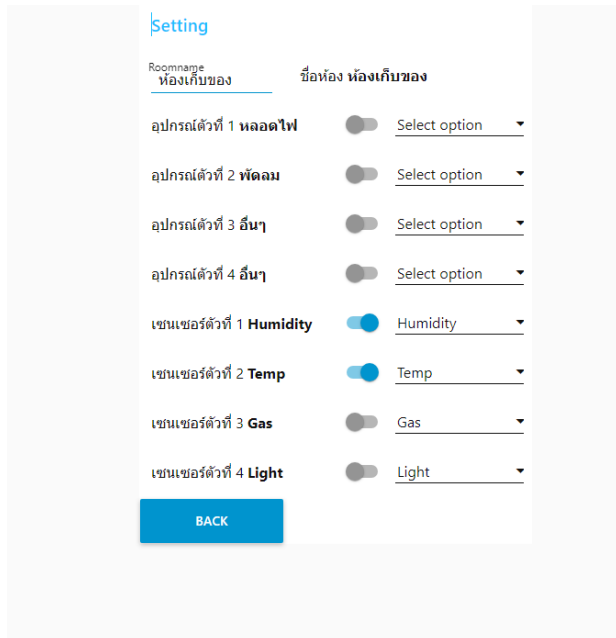 Setting
Roomname
ห้องเก็บของ ชื่อห้อง ห้องเก็บของ
อุปกรณ์ตัวที่ 1 หลอดไฟ Select option
อุปกรณ์ตัวที่ 2 พัดลม Select option
อุปกรณ์ตัวที่ 3 อื่นๆ Select option
อุปกรณ์ตัวที่ 4 อื่นๆ Select option
เซนเซอร์ตัวที่ 1 Humidity Humidity
เซนเซอร์ตัวที่ 2 Temp Temp
เซนเซอร์ตัวที่ 3 Gas Gas
เซนเซอร์ตัวที่ 4 Light Light
BACK